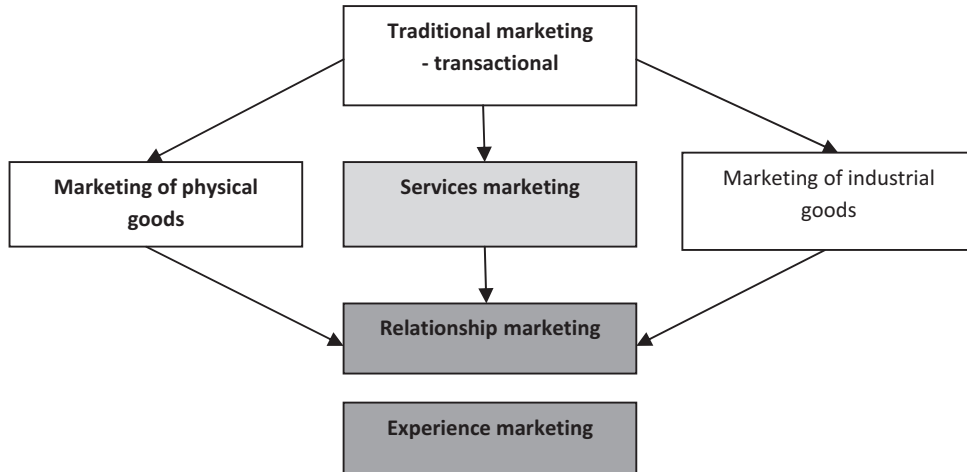 Traditional marketing
- transactional
Marketing of physical
goods
Services marketing
Marketing of industrial
goods
Relationship marketing
Experience marketing